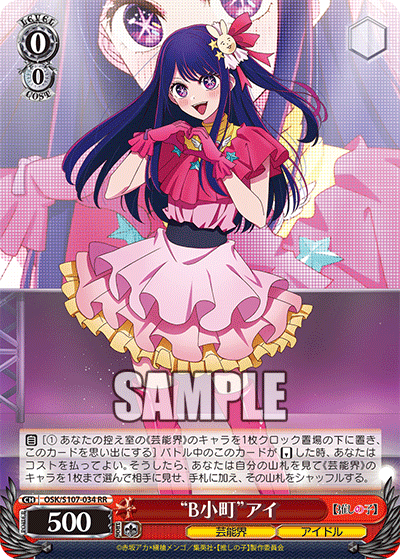 LEVEL
0
0
COST
SAMPLE
自【① あなたの控え室の《芸能界》のキャラを1枚クロック置場の下に置き、
このカードを思い出にする】バトル中のこのカードが【 】した時、あなたは
コストを払ってよい。そうしたら、あなたは自分の山札を見て《芸能界》の
キャラを1枚まで選んで相手に見せ、手札に加え、その山札をシャッフルする。
CH OSK/S107-034 RR
500
“B小町”アイ
【推しの子】
芸能界 アイドル
©赤坂アカ×横槍メンゴ／集英社・【推しの子】製作委員会